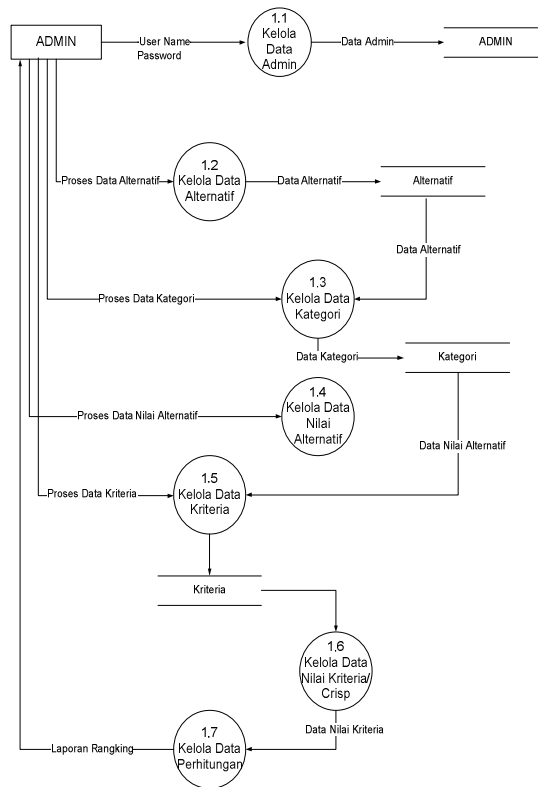 ADMIN
User Name
Password
1.1
Kelola
Data
Admin
Data Admin
ADMIN
Proses Data Alternatif
1.2
Kelola Data
Alternatif
Data Alternatif
Alternatif
Data Alternatif
Proses Data Kategori
1.3
Kelola Data
Kategori
Data Kategori
Kategori
Proses Data Nilai Alternatif
1.4
Kelola Data
Nilai
Alternatif
Data Nilai Alternatif
Proses Data Kriteria
1.5
Kelola Data
Kriteria
Kriteria
1.6
Kelola Data
Nilai Kriteria/
Crisp
Data Nilai Kriteria
Laporan Rangking
1.7
Kelola Data
Perhitungan